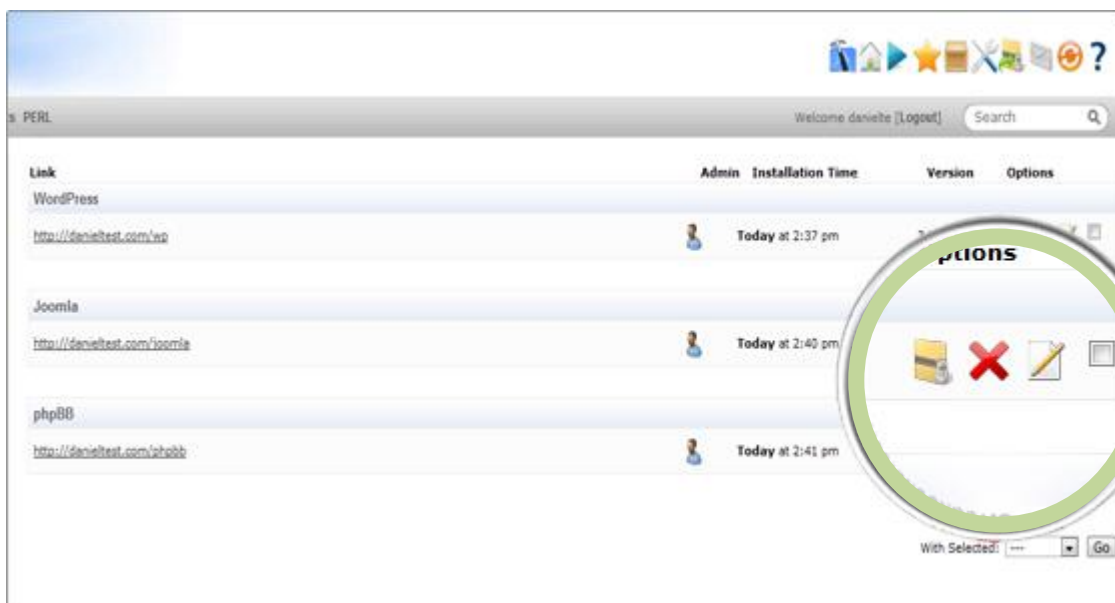 ?
s PERL
Welcome danielte [Logout] Search
Link Admin Installation Time Version Options
WordPress
http://danieltest.com/wp Today at 2:37 pm
ptions
Joomla
http://danieltest.com/joomla Today at 2:40 pm
phpBB
http://danieltest.com/phpbb Today at 2:41 pm
With Selected: --- Go